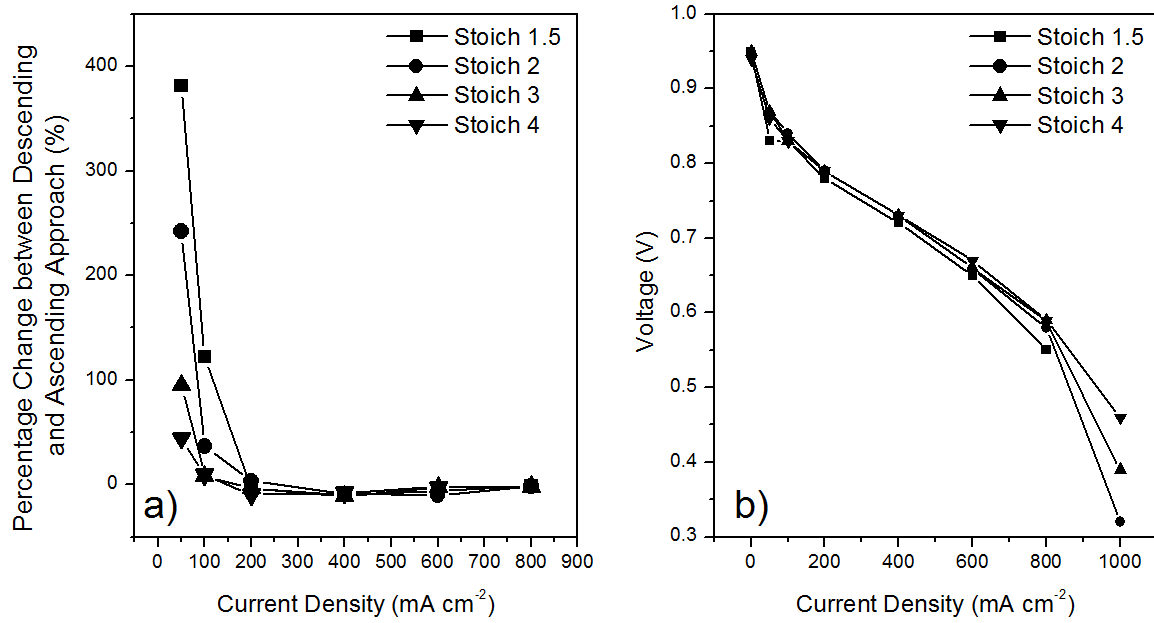 Percentage Change between Descending
and Ascending Approach (%)
400
300
200
100
0
Stoich 1.5
Stoich 2
Stoich 3
Stoich 4
a)
0 100 200 300 400 500 600 700 800 900
Current Density (mA cm-2)
Voltage (V)
1.0
0.9
0.8
0.7
0.6
0.5
0.4
0.3
Stoich 1.5
Stoich 2
Stoich 3
Stoich 4
b)
0 200 400 600 800 1000
Current Density (mA cm-2)